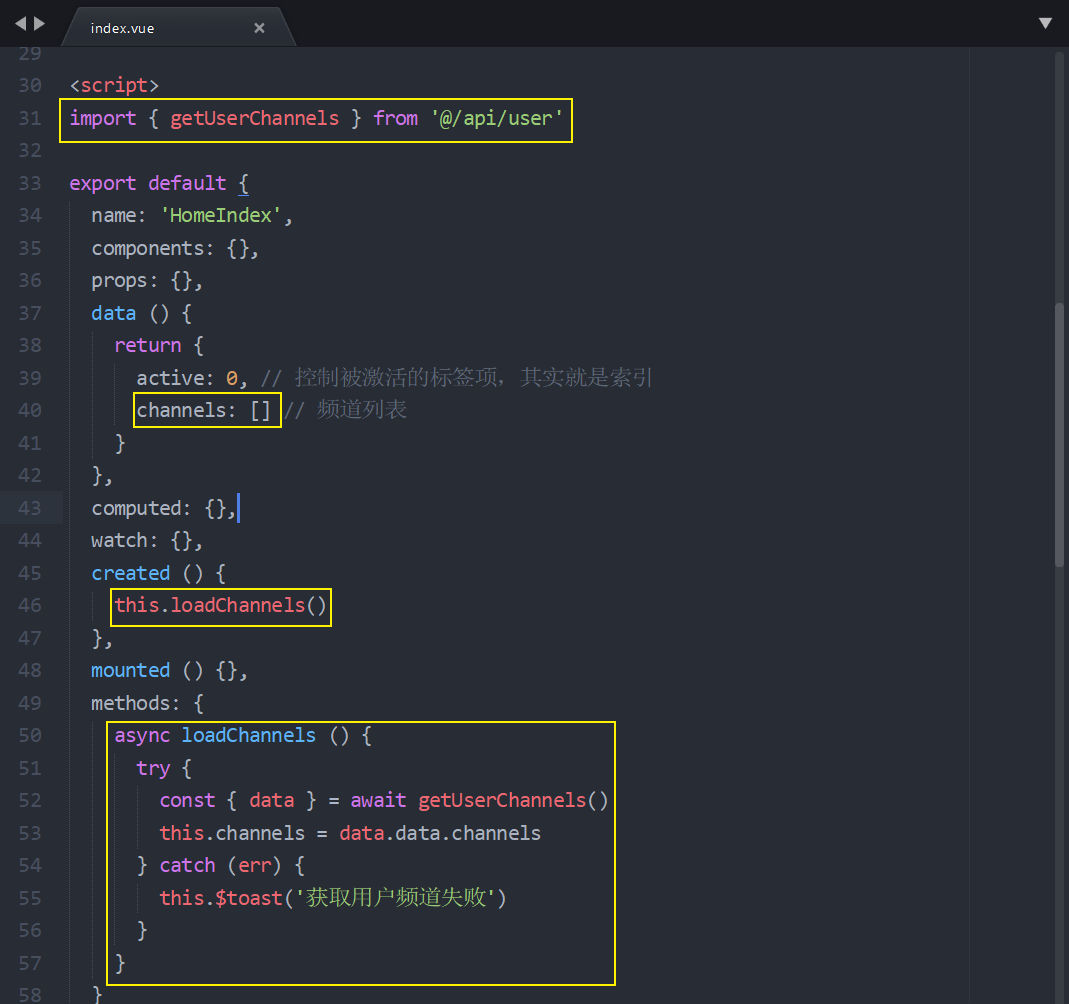 index.vue ×
29
30 <script>
31 import { getUserChannels } from '@/api/user'
32
33 export default {
34 name: 'HomeIndex',
35 components: {},
36 props: {},
37 data () {
38 return {
39 active: 0, // 控制被激活的标签项，其实就是索引
40 channels: [] // 频道列表
41 }
42 },
43 computed: {},
44 watch: {},
45 created () {
46 this.loadChannels()
47 },
48 mounted () {},
49 methods: {
50 async loadChannels () {
51 try {
52 const { data } = await getUserChannels()
53 this.channels = data.data.channels
54 } catch (err) {
55 this.$toast('获取用户频道失败')
56 }
57 }
58 }